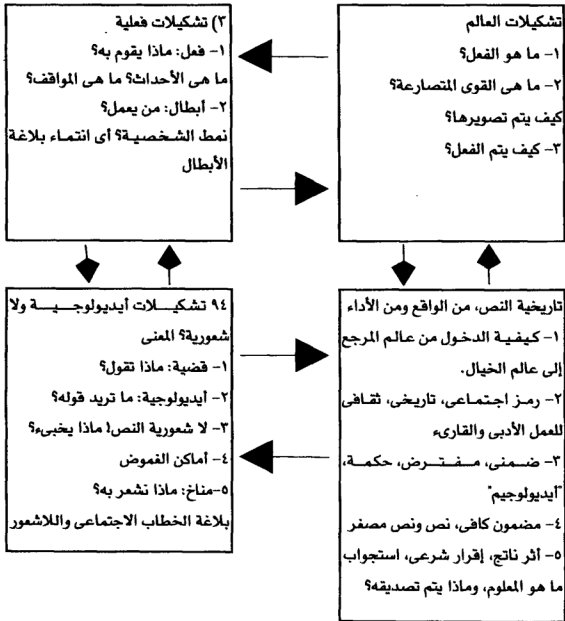 تشكيلات العالم
١- ما هو الفعل؟
٢- ما هى القوى المتصارعة؟
كيف يتم تصويرها؟
٣- كيف يتم الفعل؟
٣) تشكيلات فعلية
١- فعل: ماذا يقوم به؟
ما هى الأحداث؟ ما هى المواقف؟
٢- أبطال: من يعمل؟
نمط الشخصية؟ أى انتماء بلاغة
الأبطال
تاريخية النص، من الواقع ومن الأداء
١- كيفية الدخول من عالم المرجع
إلى عالم الخيال.
٢- رمز اجتماعى، تاريخى، ثقافى
للعمل الأدبى والقارىء
٣- ضمنى، مفترض، حكمة،
"أيديولوجيم"
٤- مضمون كافى، نص ونص مصغر
٥- أثر ناتج، إقرار شرعى، استجواب
ما هو المعلوم، وماذا يتم تصديقه؟
٩٤ تشكيلات أيديولوجية ولا
شعورية؟ المعنى
١- قضية: ماذا تقول؟
٢- أيديولوجية: ما تريد قوله؟
٣- لا شعورية النص! ماذا يخبىء؟
٤- أماكن الغموض
٥-مناخ: ماذا نشعر به؟
بلاغة الخطاب الاجتماعى واللاشعور